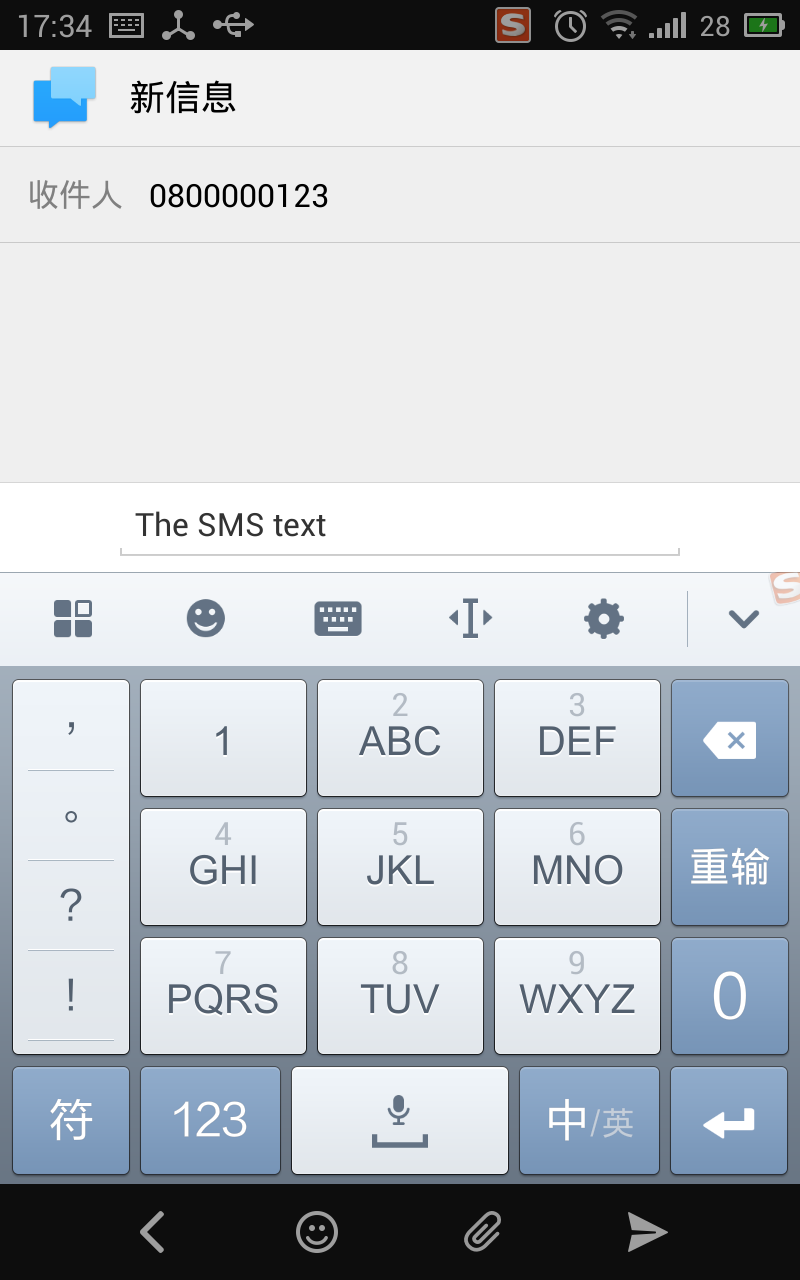 17:34 S 28
新信息
收件人 0800000123
The SMS text
S
, 1 2 ABC 3 DEF
。 4 GHI 5 JKL 6 MNO 重输
?
! 7 PQRS 8 TUV 9 WXYZ 0
符 123 中/英